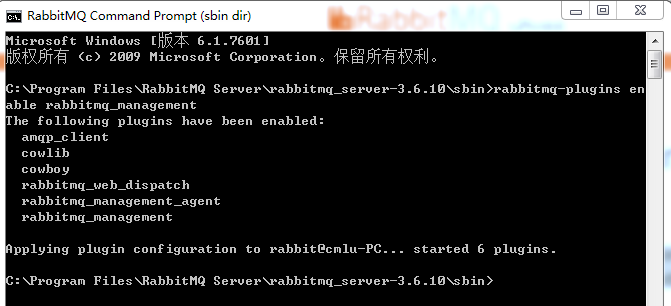 RabbitMQ Command Prompt (sbin dir)
RabbitMQ
Microsoft Windows [版本 6.1.7601]
版权所有 (c) 2009 Microsoft Corporation。保留所有权利。
C:\Program Files\RabbitMQ Server\rabbitmq_server-3.6.10\sbin>rabbitmq-plugins en
able rabbitmq_management
The following plugins have been enabled:
amqp_client
cowlib
cowboy
rabbitmq_web_dispatch
rabbitmq_management_agent
rabbitmq_management
Applying plugin configuration to rabbit@cmlu-PC... started 6 plugins.
C:\Program Files\RabbitMQ Server\rabbitmq_server-3.6.10\sbin>